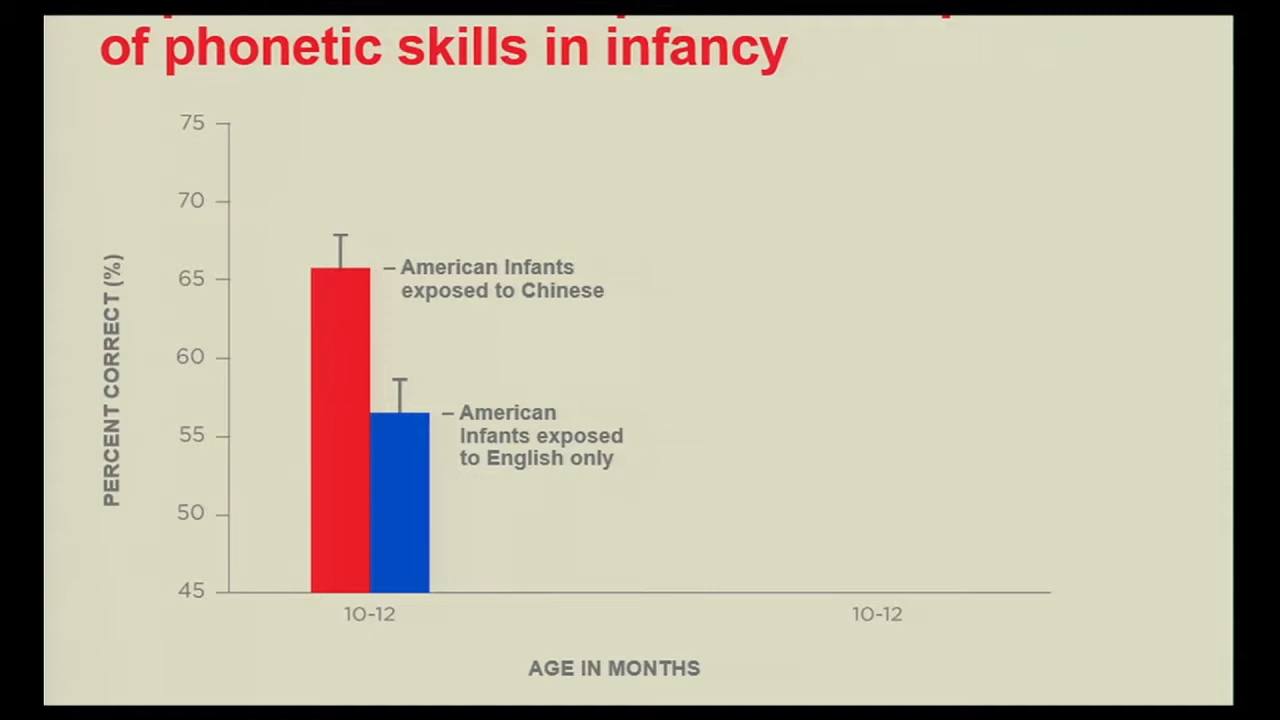 of phonetic skills in infancy
75
70
65
60
55
50
45
PERCENT CORRECT (%)
– American Infants
exposed to Chinese
– American
Infants exposed
to English only
10-12
10-12
AGE IN MONTHS